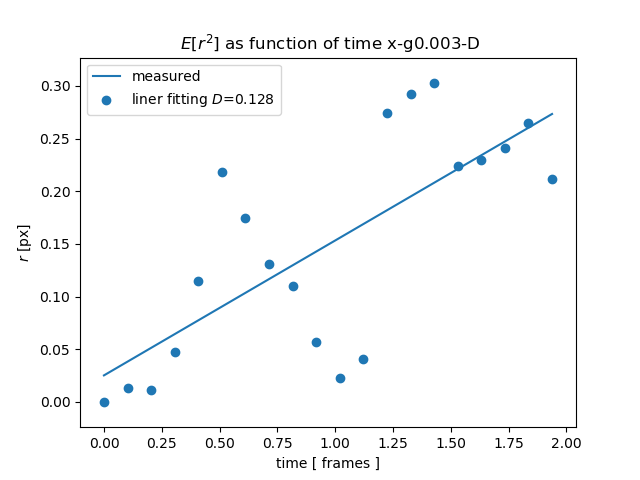 E[r²] as function of time x-g0.003-D
measured
liner fitting D=0.128
0.30
0.25
0.20
0.15
0.10
0.05
0.00
r [px]
0.00 0.25 0.50 0.75 1.00 1.25 1.50 1.75 2.00
time [ frames ]